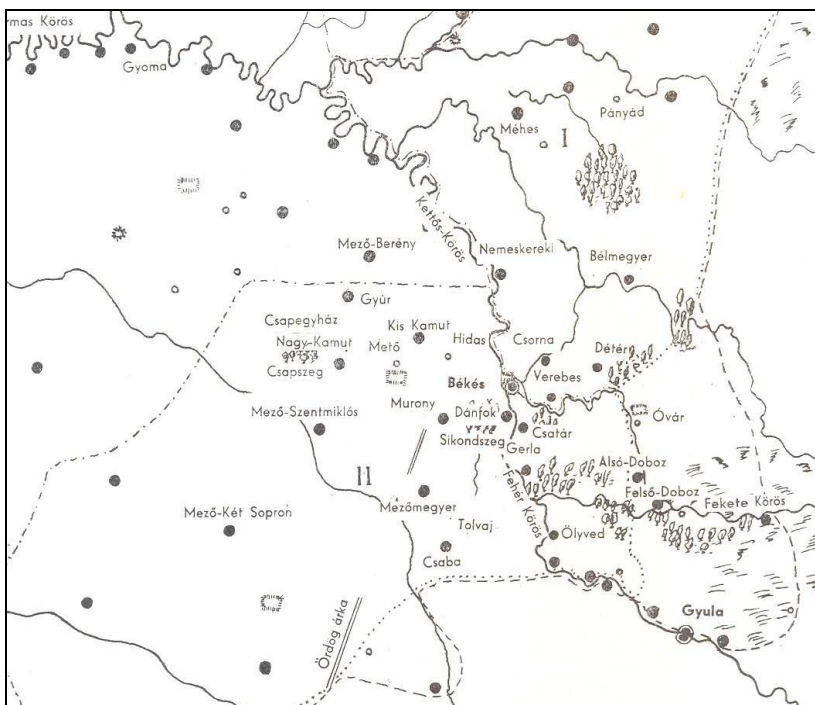 rmas Körös
Gyoma
Pányád
Méhes
I
Kettős-Körös
Mező-Berény
Nemeskereki
Bélmegyer
Gyúr
Csapegyház
Kis Kamut
Hidas
Csorna
Nagy-Kamut
Mető
Détér
Csapszeg
Békés
Verebes
Murony
Dánfok
Óvár
Mező-Szentmiklós
Sikondszeg
Csatár
Gerla
Alsó-Doboz
II
Fehér Körös
Felső-Doboz
Mezőmegyer
Fekete Körös
Mező-Két Sopron
Tolvaj
Ölyved
Csaba
Gyula
Ördög árka